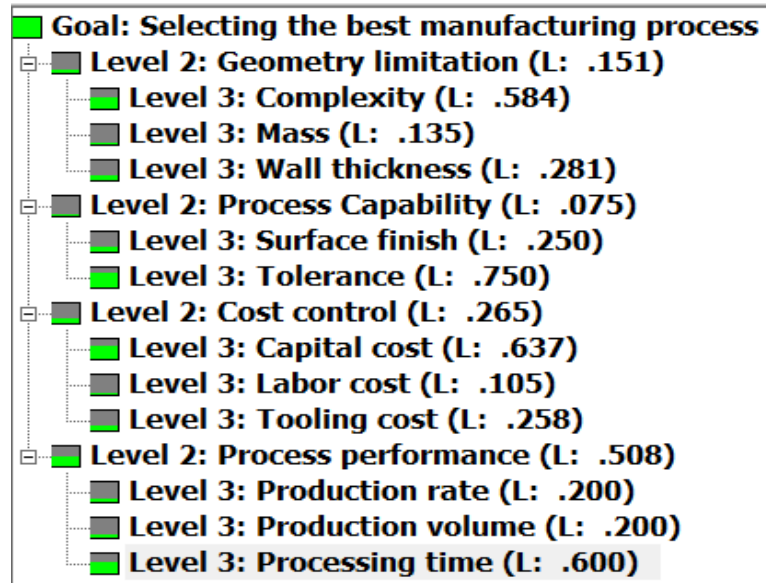 Goal: Selecting the best manufacturing process
Level 2: Geometry limitation (L: .151)
Level 3: Complexity (L: .584)
Level 3: Mass (L: .135)
Level 3: Wall thickness (L: .281)
Level 2: Process Capability (L: .075)
Level 3: Surface finish (L: .250)
Level 3: Tolerance (L: .750)
Level 2: Cost control (L: .265)
Level 3: Capital cost (L: .637)
Level 3: Labor cost (L: .105)
Level 3: Tooling cost (L: .258)
Level 2: Process performance (L: .508)
Level 3: Production rate (L: .200)
Level 3: Production volume (L: .200)
Level 3: Processing time (L: .600)